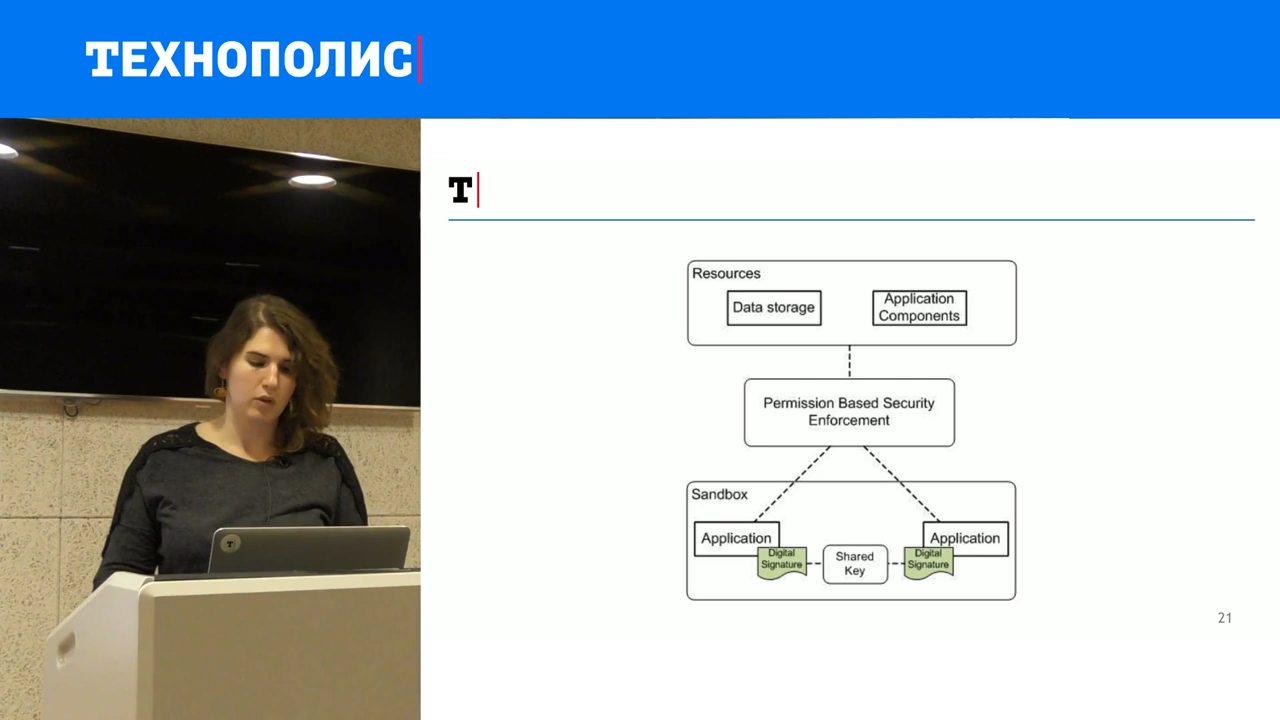 ТЕХНОПОЛИС
Т
Resources
Data storage
Application
Components
Permission Based Security
Enforcement
Sandbox
Application
Digital
Signature
Shared
Key
Application
Digital
Signature
21
Т